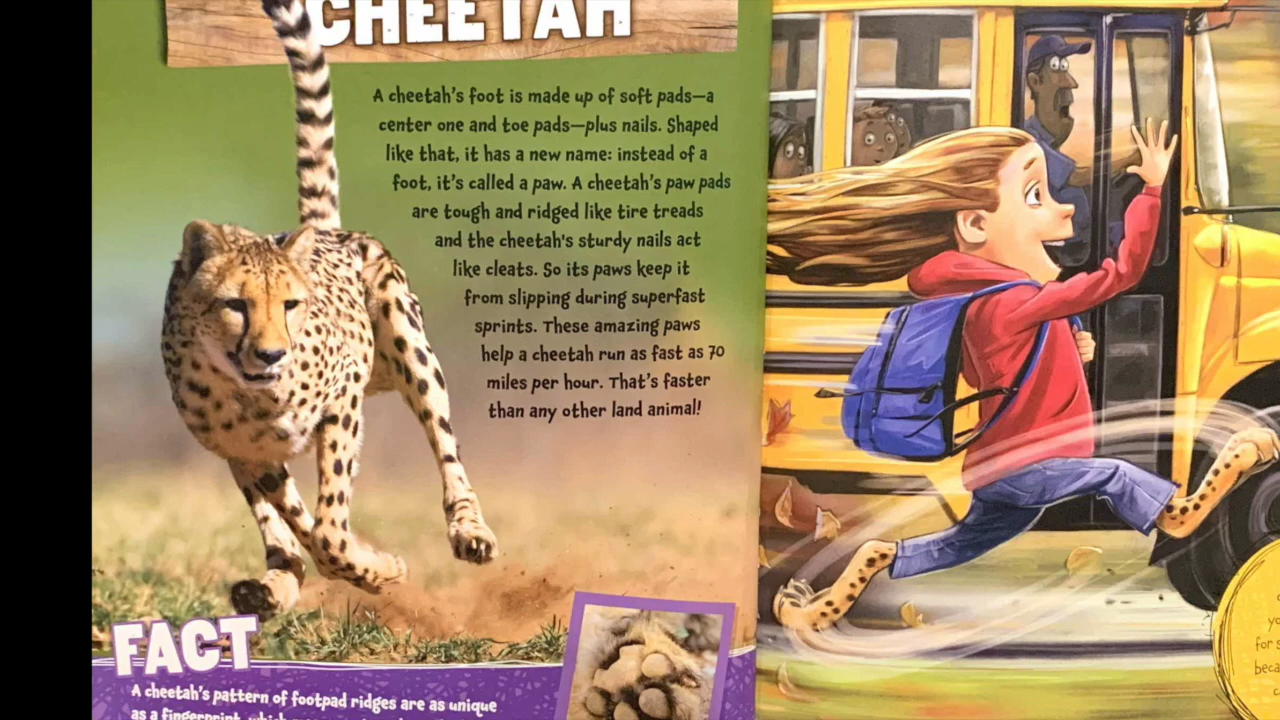 CHEETAH
A cheetah's foot is made up of soft pads—a
center one and toe pads—plus nails. Shaped
like that, it has a new name: instead of a
foot, it's called a paw. A cheetah's paw pads
are tough and ridged like tire treads
and the cheetah's sturdy nails act
like cleats. So its paws keep it
from slipping during superfast
sprints. These amazing paws
help a cheetah run as fast as 70
miles per hour. That's faster
than any other land animal!
FACT
A cheetah's pattern of footpad ridges are as unique
as a fingerprint, which
for